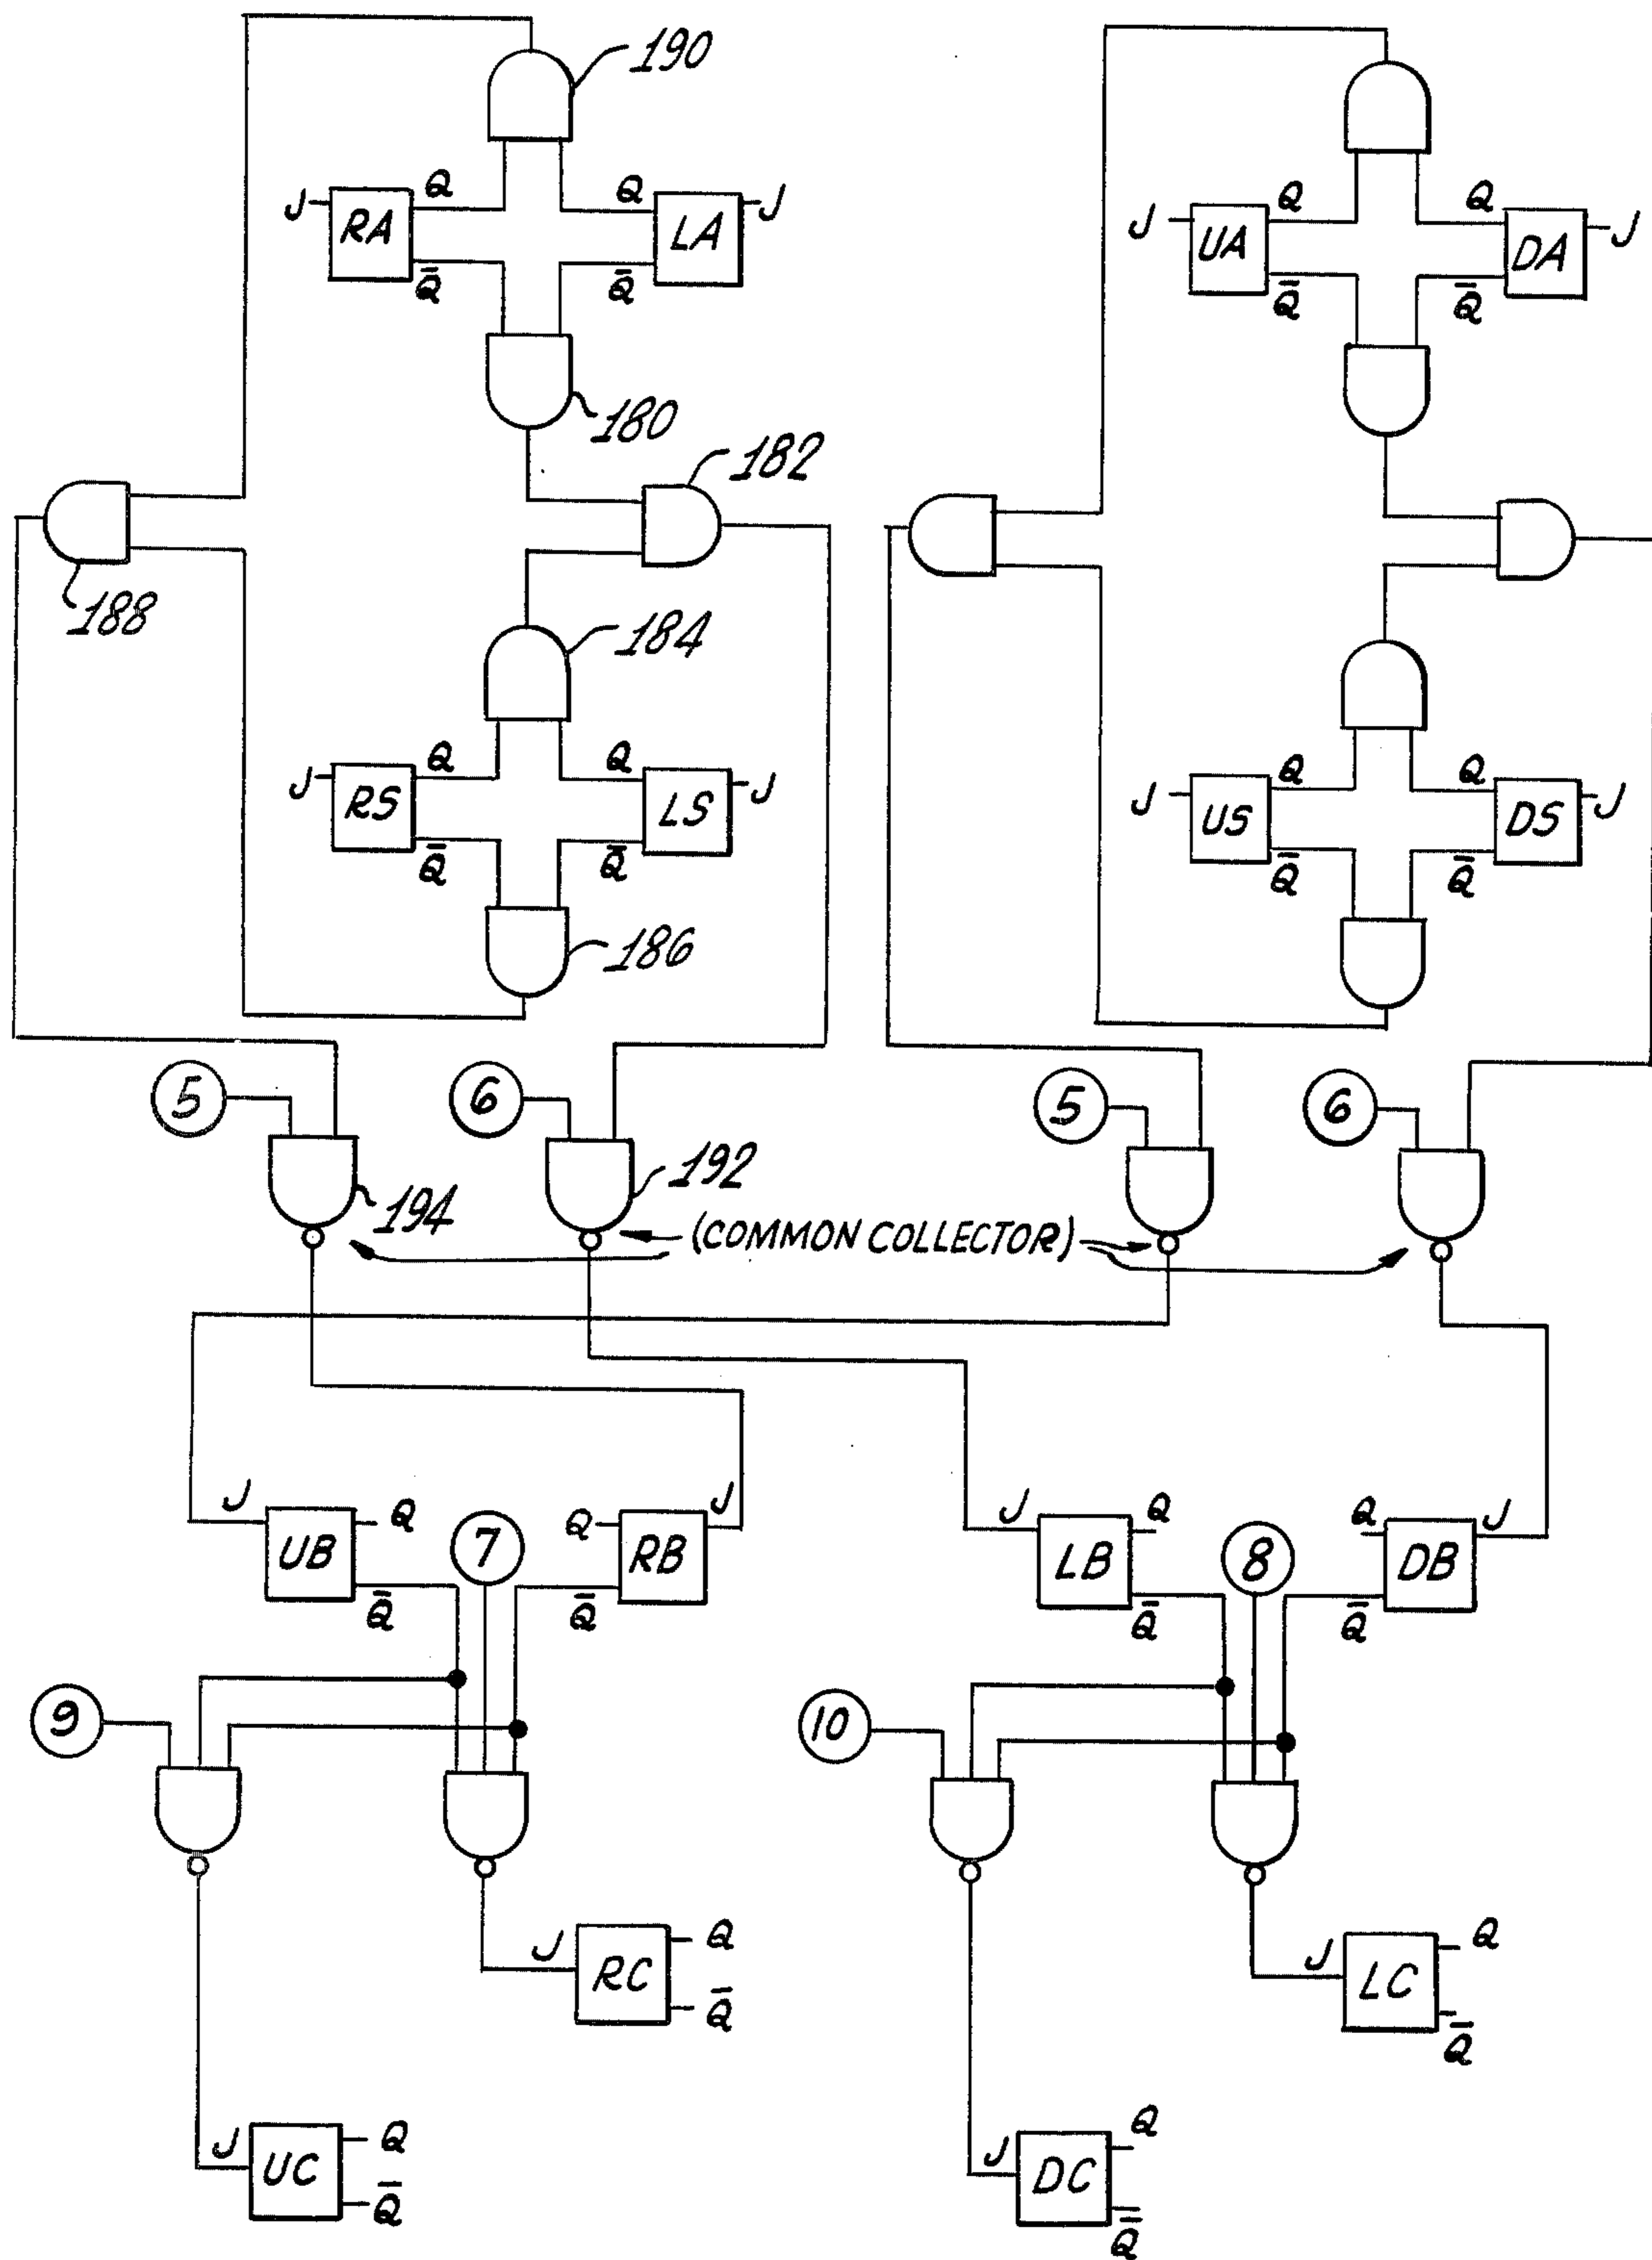 190
J RA Q Q LA J
Q̄ Q̄
J UA Q Q DA J
Q̄ Q̄
180
182
188
184
J RS Q Q LS J
Q̄ Q̄
J US Q Q DS J
Q̄ Q̄
186
5 6 5 6
194 192
(COMMON COLLECTOR)
J UB Q 7 Q RB J
Q̄ Q̄
J LB Q 8 Q DB J
Q̄ Q̄
9 10
J RC Q
Q̄
J LC Q
Q̄
J UC Q
Q̄
J DC Q
Q̄